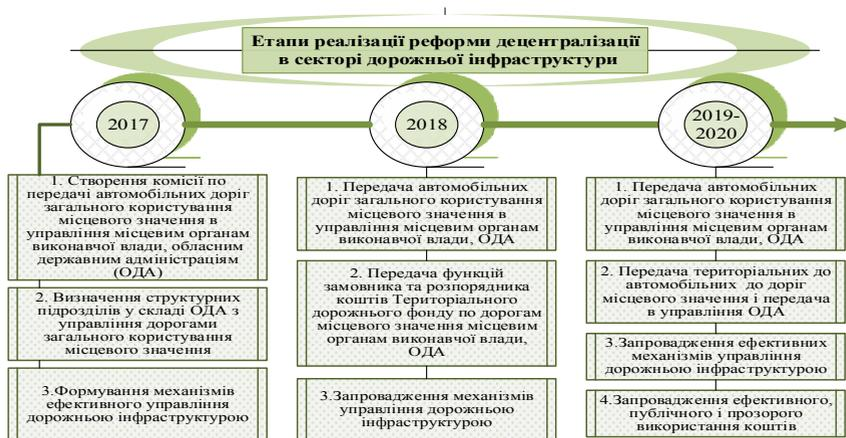 Етапи реалізації реформи децентралізації
в секторі дорожньої інфраструктури
2017
1. Створення комісії по
передачі автомобільних доріг
загального користування
місцевого значення в
управління місцевим органам
виконавчої влади, обласним
державним адміністраціям
(ОДА)
2. Визначення структурних
підрозділів у складі ОДА з
управління дорогами
загального користування
місцевого значення
3.Формування механізмів
ефективного управління
дорожньою інфраструктурою
2018
1. Передача автомобільних
доріг загального користування
місцевого значення в
управління місцевим органам
виконавчої влади, ОДА
2. Передача функцій
замовника та розпорядника
коштів Територіального
дорожнього фонду по дорогам
місцевого значення місцевим
органам виконавчої влади,
ОДА
3.Запровадження механізмів
управління дорожньою
інфраструктурою
2019-
2020
1. Передача автомобільних
доріг загального користування
місцевого значення в
управління місцевим органам
виконавчої влади, ОДА
2. Передача територіальних до
автомобільних до доріг
місцевого значення і передача
в управління ОДА
3.Запровадження ефективних
механізмів управління
дорожньою інфраструктурою
4.Запровадження ефективного,
публічного і прозорого
використання коштів